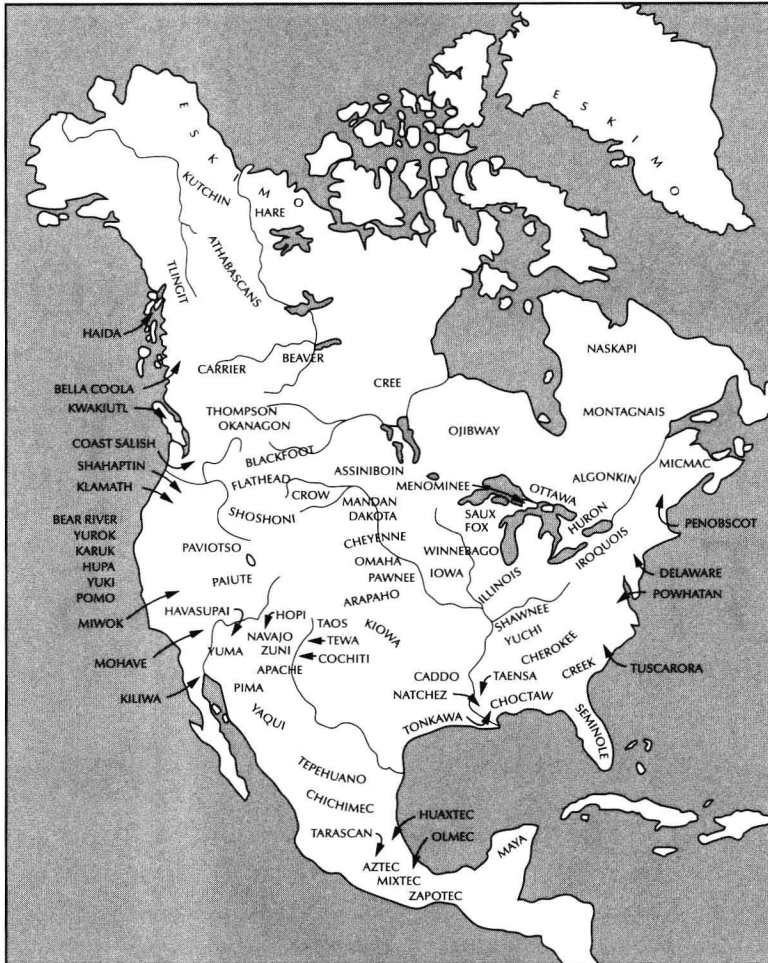 ESKIMO
ESKIMO
KUTCHIN
HARE
ATHABASCANS
TLINGIT
HAIDA
BEAVER
CARRIER
NASKAPI
CREE
BELLA COOLA
KWAKIUTL
THOMPSON
OKANAGON
MONTAGNAIS
OJIBWAY
COAST SALISH
SHAHAPTIN
KLAMATH
BLACKFOOT
FLATHEAD
ASSINIBOIN
MENOMINEE
ALGONKIN
MICMAC
OTTAWA
CROW
MANDAN
DAKOTA
SAUX
FOX
HURON
PENOBSCOT
SHOSHONI
BEAR RIVER
YUROK
KARUK
HUPA
YUKI
POMO
MIWOK
PAVIOTSO
CHEYENNE
WINNEBAGO
IROQUOIS
OMAHA
PAWNEE
IOWA
ILLINOIS
DELAWARE
POWHATAN
PAIUTE
ARAPAHO
HAVASUPAI
HOPI
TAOS
KIOWA
SHAWNEE
YUCHI
CHEROKEE
MOHAVE
YUMA
NAVAJO
ZUNI
TEWA
COCHITI
APACHE
TUSCARORA
CREEK
CADDO
TAENSA
KILIWA
PIMA
NATCHEZ
CHOCTAW
YAQUI
TONKAWA
SEMINOLE
TEPEHUANO
CHICHIMEC
HUAXTEC
TARASCAN
OLMEC
MAYA
AZTEC
MIXTEC
ZAPOTEC